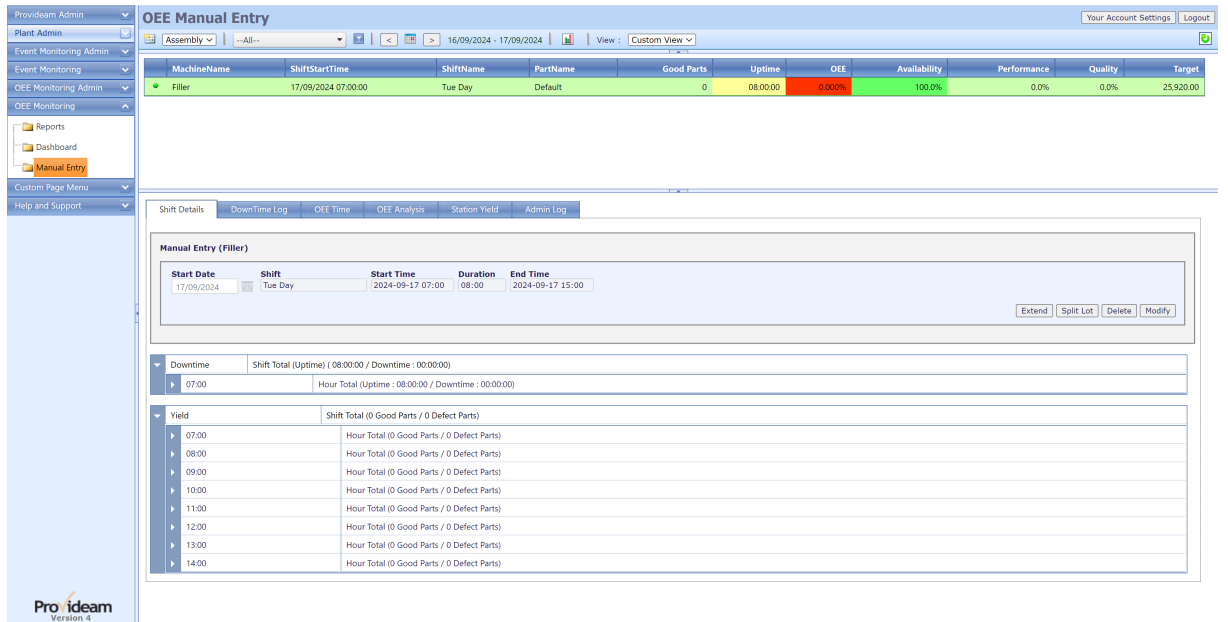 Provideam Admin
Plant Admin
Event Monitoring Admin
Event Monitoring
OEE Monitoring Admin
OEE Monitoring
Reports
Dashboard
Manual Entry
Custom Page Menu
Help and Support
Provideam
Version 4
OEE Manual Entry
Your Account Settings Logout
Assembly --All-- < > 16/09/2024 - 17/09/2024 View : Custom View
MachineName ShiftStartTime ShiftName PartName Good Parts Uptime OEE Availability Performance Quality Target
Filler 17/09/2024 07:00:00 Tue Day Default 0 08:00:00 0.000% 100.0% 0.0% 0.0% 25,920.00
Shift Details DownTime Log OEE Time OEE Analysis Station Yield Admin Log
Manual Entry (Filler)
Start Date Shift Start Time Duration End Time
17/09/2024 Tue Day 2024-09-17 07:00 08:00 2024-09-17 15:00
Extend Split Lot Delete Modify
Downtime Shift Total (Uptime) ( 08:00:00 / Downtime : 00:00:00)
07:00 Hour Total (Uptime : 08:00:00 / Downtime : 00:00:00)
Yield Shift Total (0 Good Parts / 0 Defect Parts)
07:00 Hour Total (0 Good Parts / 0 Defect Parts)
08:00 Hour Total (0 Good Parts / 0 Defect Parts)
09:00 Hour Total (0 Good Parts / 0 Defect Parts)
10:00 Hour Total (0 Good Parts / 0 Defect Parts)
11:00 Hour Total (0 Good Parts / 0 Defect Parts)
12:00 Hour Total (0 Good Parts / 0 Defect Parts)
13:00 Hour Total (0 Good Parts / 0 Defect Parts)
14:00 Hour Total (0 Good Parts / 0 Defect Parts)